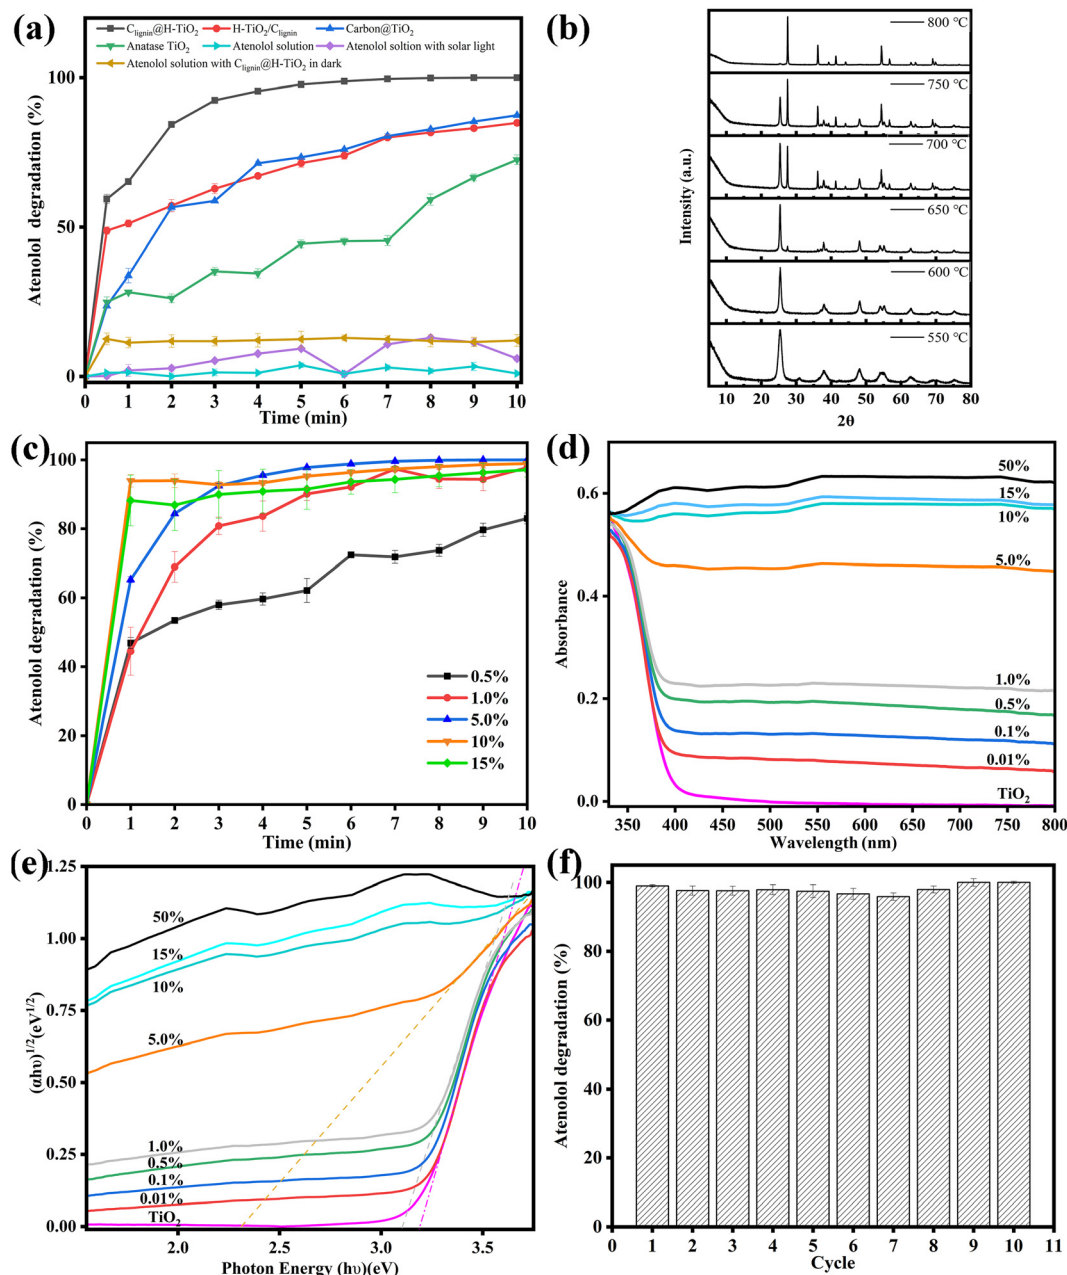 (a)
C_lignin@H-TiO₂ H-TiO₂/C_lignin Carbon@TiO₂
Anatase TiO₂ Atenolol solution Atenolol soltion with solar light
Atenolol solution with C_lignin@H-TiO₂ in dark
Atenolol degradation (%)
100
50
0
0 1 2 3 4 5 6 7 8 9 10
Time (min)
(b)
800 °C
750 °C
700 °C
650 °C
600 °C
550 °C
Intensity (a.u.)
10 20 30 40 50 60 70 80
2θ
(c)
Atenolol degradation (%)
100
80
60
40
20
0
0.5%
1.0%
5.0%
10%
15%
0 1 2 3 4 5 6 7 8 9 10
Time (min)
(d)
Absorbance
0.6
0.4
0.2
0.0
50%
15%
10%
5.0%
1.0%
0.5%
0.1%
0.01%
TiO₂
350 400 450 500 550 600 650 700 750 800
Wavelength (nm)
(e)
(αhυ)^1/2(eV^1/2)
1.25
1.00
0.75
0.50
0.25
0.00
50%
15%
10%
5.0%
1.0%
0.5%
0.1%
0.01%
TiO₂
2.0 2.5 3.0 3.5
Photon Energy (hυ)(eV)
(f)
Atenolol degradation (%)
100
80
60
40
20
0
0 1 2 3 4 5 6 7 8 9 10 11
Cycle